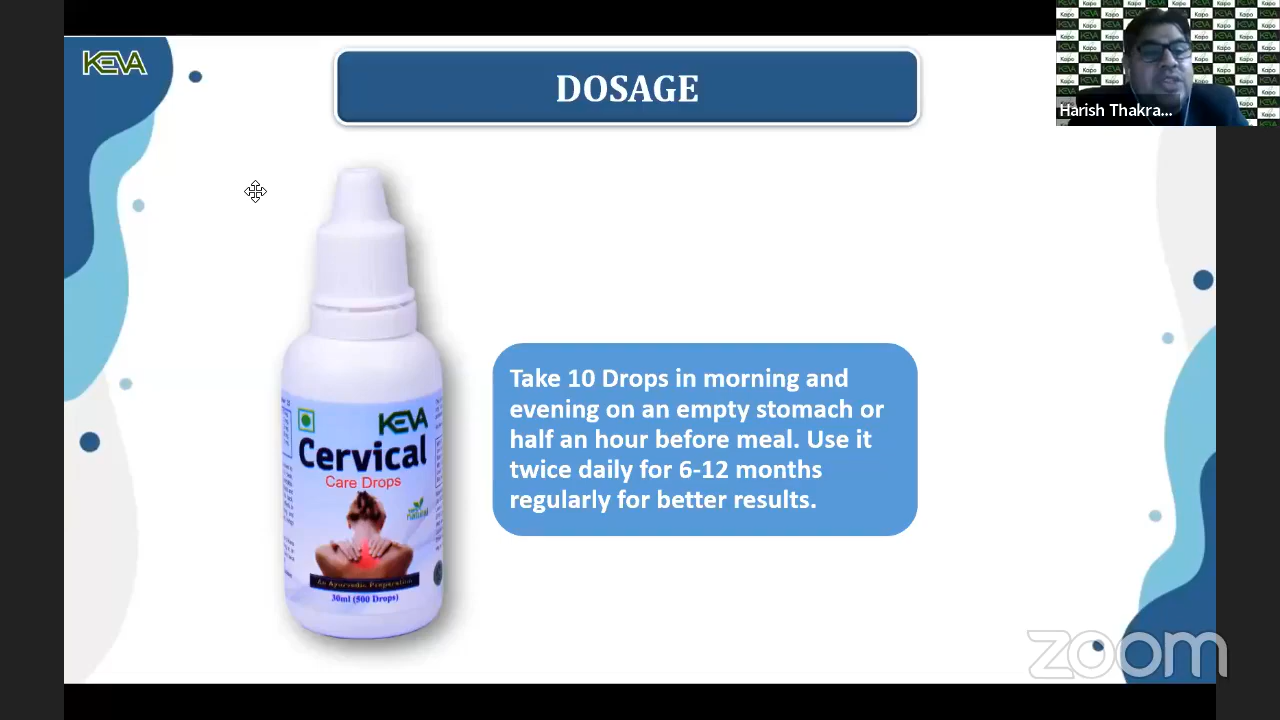 KEVA
DOSAGE
Harish Thakra...
KEVA
Cervical
Care Drops
An Ayurvedic Preparation
30ml (500 Drops)
Take 10 Drops in morning and
evening on an empty stomach or
half an hour before meal. Use it
twice daily for 6-12 months
regularly for better results.
zoom